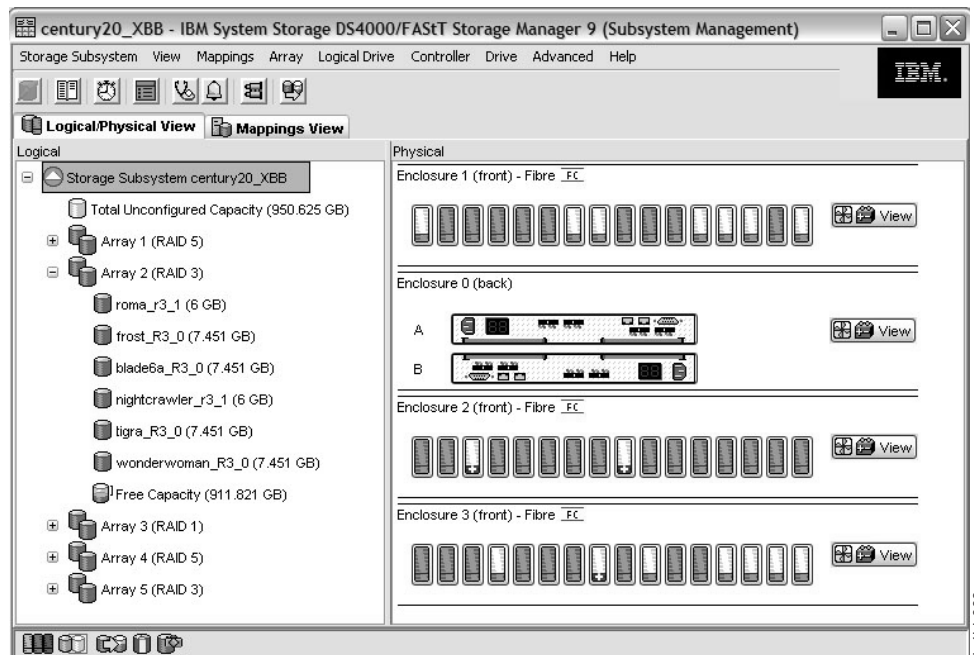 century20_XBB - IBM System Storage DS4000/FAStT Storage Manager 9 (Subsystem Management)
Storage Subsystem View Mappings Array Logical Drive Controller Drive Advanced Help
IBM.
Logical/Physical View Mappings View
Logical
Storage Subsystem century20_XBB
Total Unconfigured Capacity (950.625 GB)
Array 1 (RAID 5)
Array 2 (RAID 3)
roma_r3_1 (6 GB)
frost_R3_0 (7.451 GB)
blade6a_R3_0 (7.451 GB)
nightcrawler_r3_1 (6 GB)
tigra_R3_0 (7.451 GB)
wonderwoman_R3_0 (7.451 GB)
Free Capacity (911.821 GB)
Array 3 (RAID 1)
Array 4 (RAID 5)
Array 5 (RAID 3)
Physical
Enclosure 1 (front) - Fibre FC
View
Enclosure 0 (back)
A
88
View
B
88
Enclosure 2 (front) - Fibre FC
View
Enclosure 3 (front) - Fibre FC
View